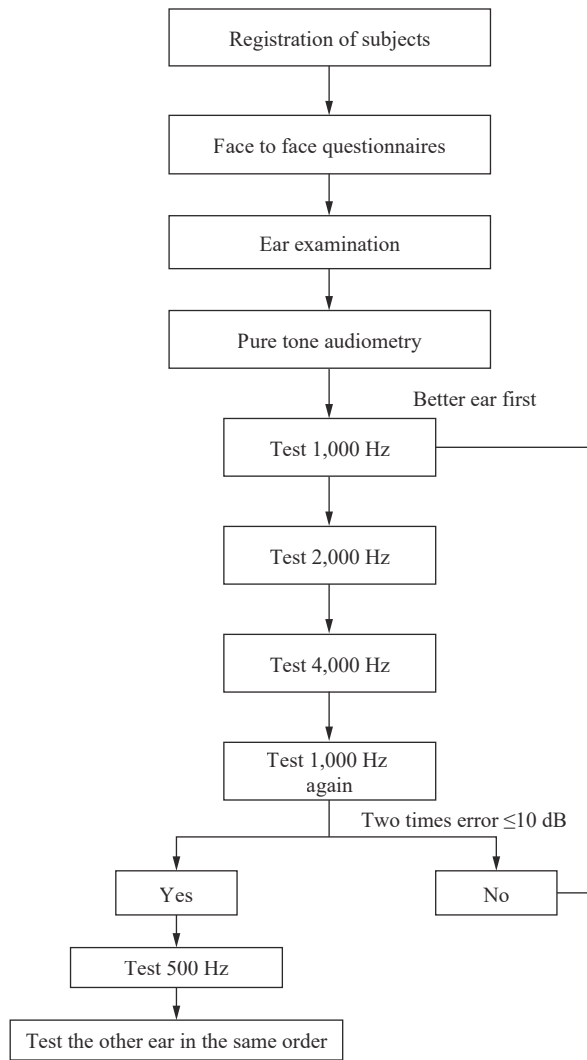 Registration of subjects
Face to face questionnaires
Ear examination
Pure tone audiometry
Better ear first
Test 1,000 Hz
Test 2,000 Hz
Test 4,000 Hz
Test 1,000 Hz
again
Two times error ≤10 dB
Yes
No
Test 500 Hz
Test the other ear in the same order